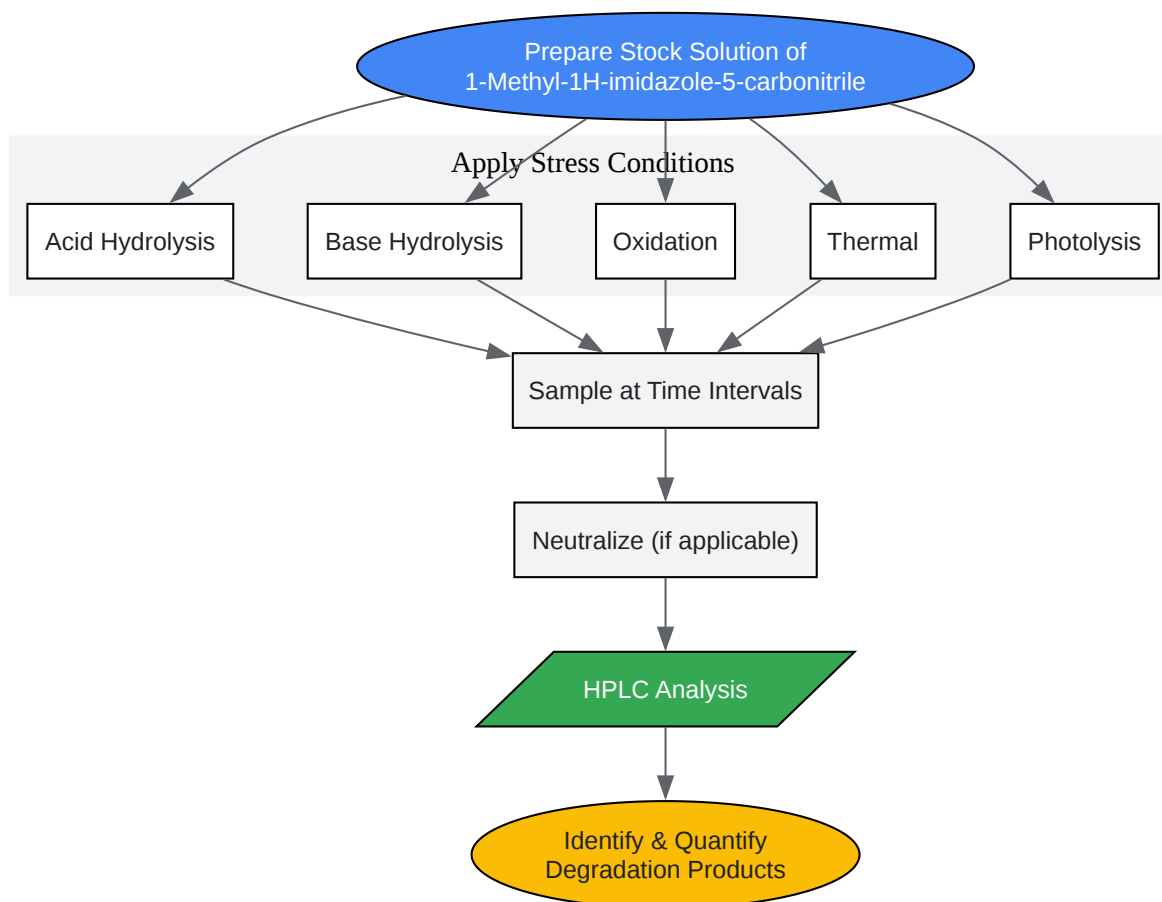 Prepare Stock Solution of
1-Methyl-1H-imidazole-5-carbonitrile
Apply Stress Conditions
Acid Hydrolysis
Base Hydrolysis
Oxidation
Thermal
Photolysis
Sample at Time Intervals
Neutralize (if applicable)
HPLC Analysis
Identify & Quantify
Degradation Products